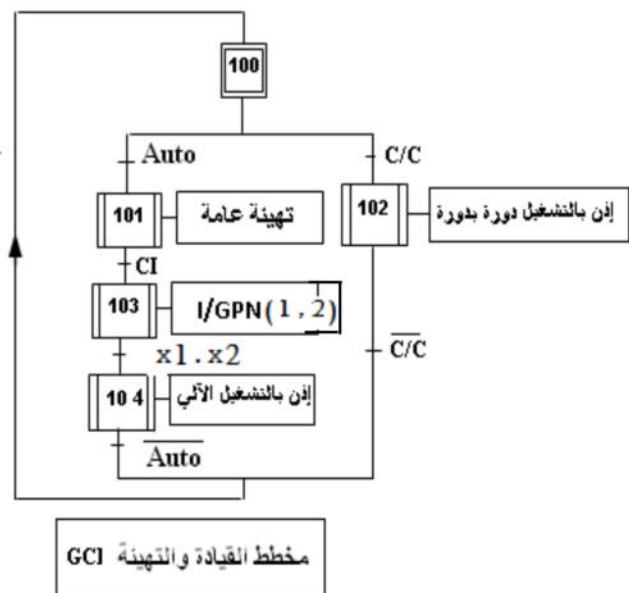 100
Auto
C/C
101
تهيئة عامة
102
إذن بالتشغيل دورة بدورة
CI
103
I/GPN(1,2)
x1.x2
C/C
10 4
إذن بالتشغيل الآلي
Auto
مخطط القيادة والتهيئة GCI